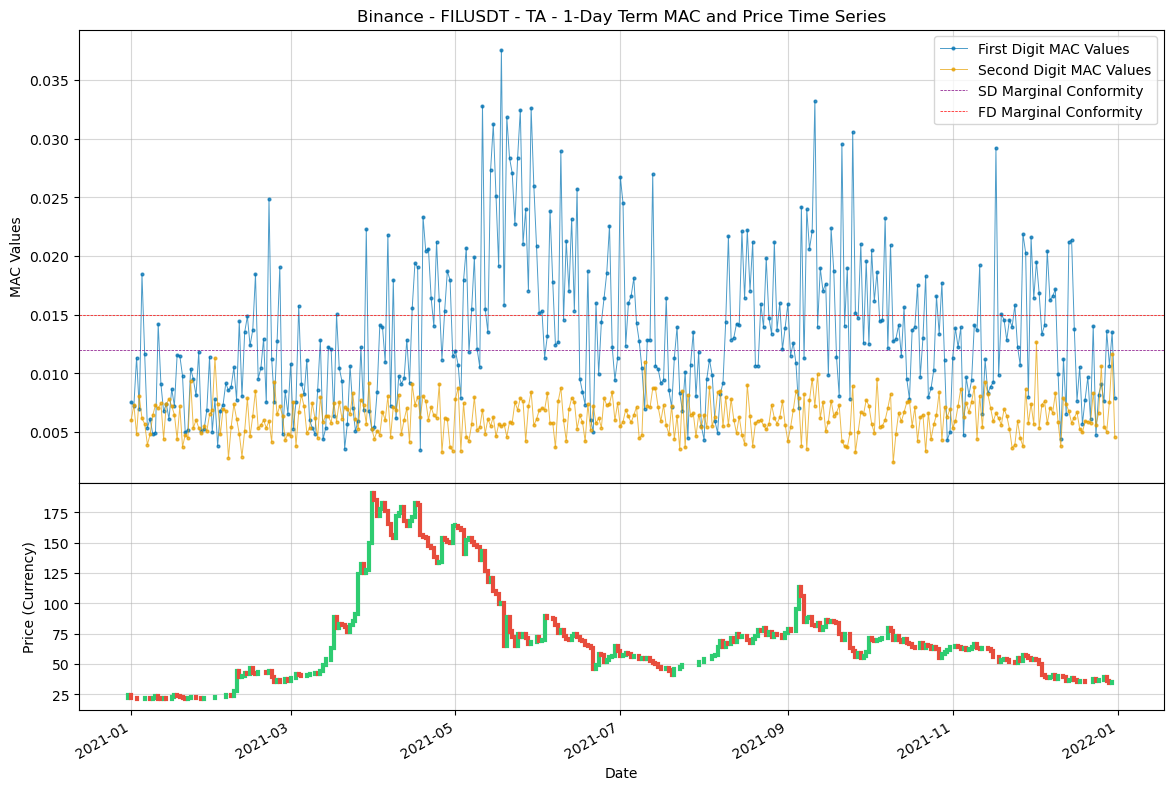 Binance - FILUSDT - TA - 1-Day Term MAC and Price Time Series
First Digit MAC Values
Second Digit MAC Values
SD Marginal Conformity
FD Marginal Conformity
MAC Values
0.035
0.030
0.025
0.020
0.015
0.010
0.005
Price (Currency)
175
150
125
100
75
50
25
2021-01
2021-03
2021-05
2021-07
2021-09
2021-11
2022-01
Date